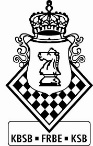 KBSB ▪ FRBE ▪ KSB